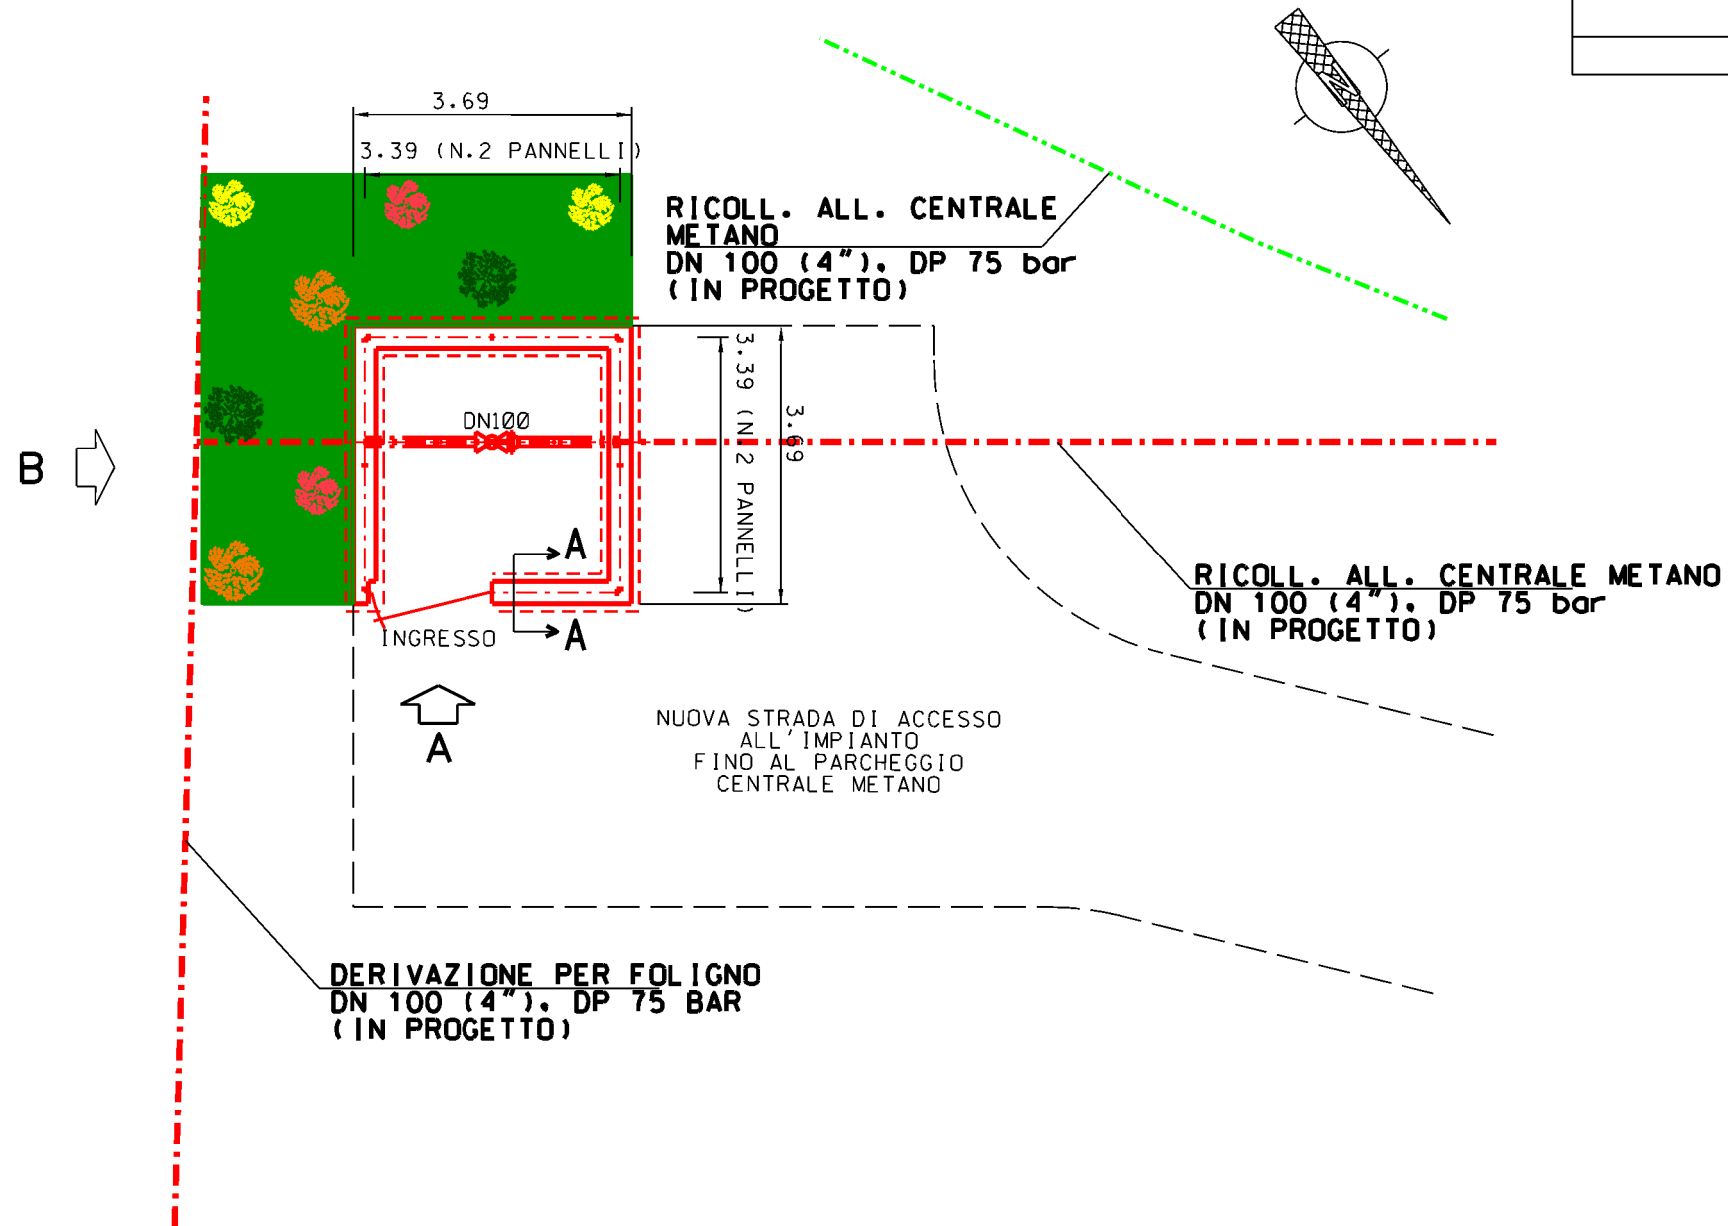 3.69
3.39 (N.2 PANNELLI)
RICOLL. ALL. CENTRALE
METANO
DN 100 (4"). DP 75 bar
(IN PROGETTO)
N
3.39 (N.2 PANNELLI)
3.69
DN100
B
A
A
INGRESSO
A
RICOLL. ALL. CENTRALE METANO
DN 100 (4"). DP 75 bar
(IN PROGETTO)
NUOVA STRADA DI ACCESSO
ALL'IMPIANTO
FINO AL PARCHEGGIO
CENTRALE METANO
DERIVAZIONE PER FOLIGNO
DN 100 (4"). DP 75 BAR
(IN PROGETTO)